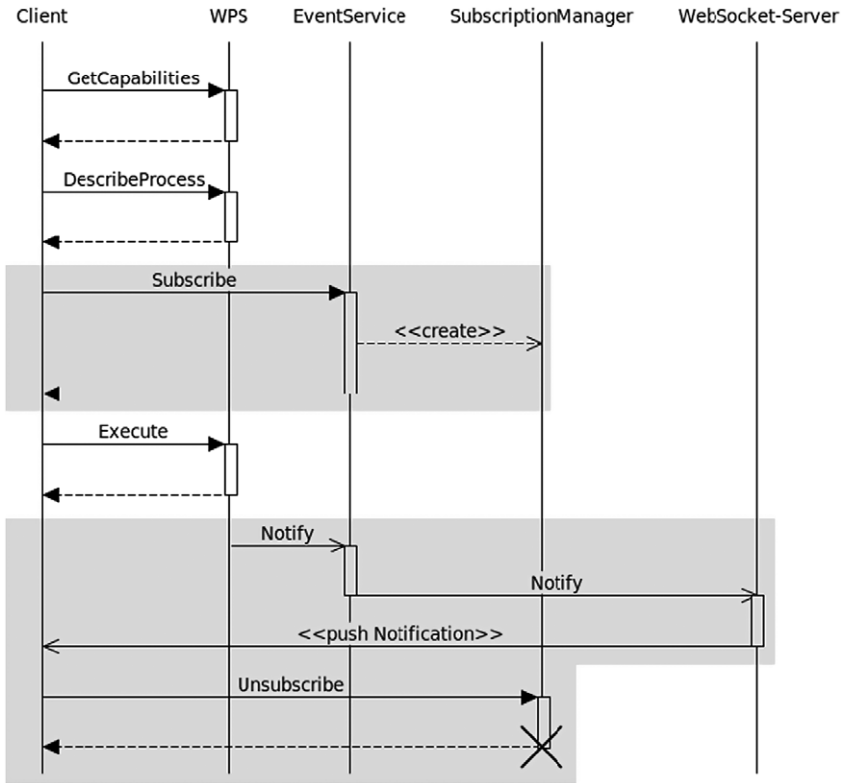 Client WPS EventService SubscriptionManager WebSocket-Server
GetCapabilities
DescribeProcess
Subscribe
<<create>>
Execute
Notify
Notify
<<push Notification>>
Unsubscribe